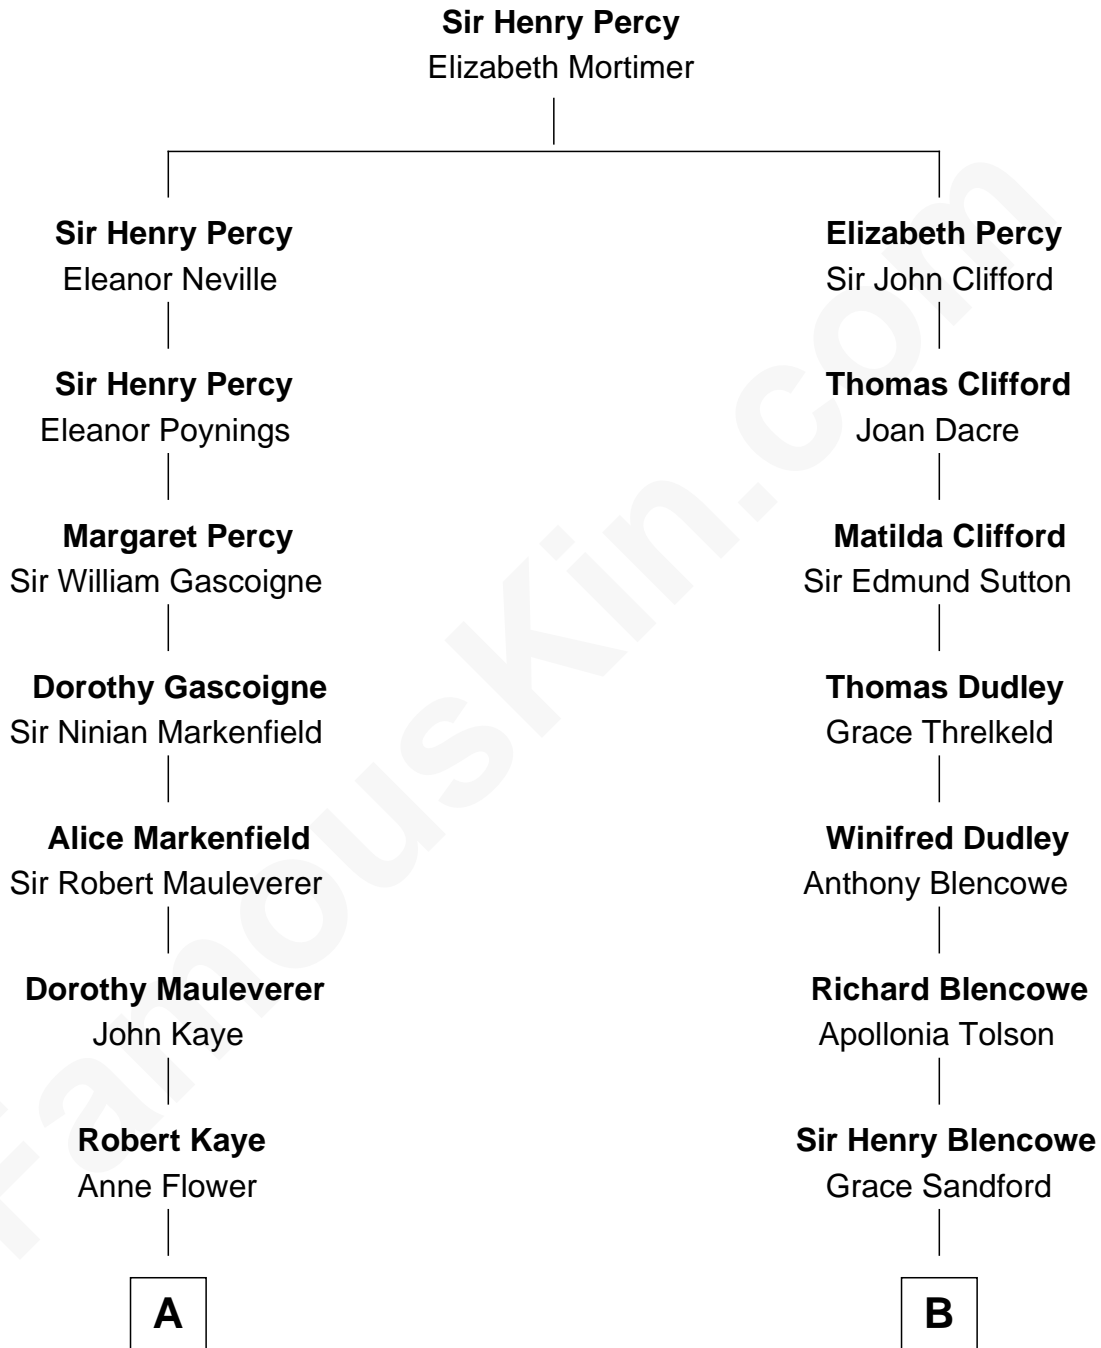 Sir Henry Percy
Elizabeth Mortimer
Sir Henry Percy
Eleanor Neville
Sir Henry Percy
Eleanor Poynings
Margaret Percy
Sir William Gascoigne
Dorothy Gascoigne
Sir Ninian Markenfield
Alice Markenfield
Sir Robert Mauleverer
Dorothy Mauleverer
John Kaye
Robert Kaye
Anne Flower
A
Elizabeth Percy
Sir John Clifford
Thomas Clifford
Joan Dacre
Matilda Clifford
Sir Edmund Sutton
Thomas Dudley
Grace Threlkeld
Winifred Dudley
Anthony Blencowe
Richard Blencowe
Apollonia Tolson
Sir Henry Blencowe
Grace Sandford
B
FamousKin.com